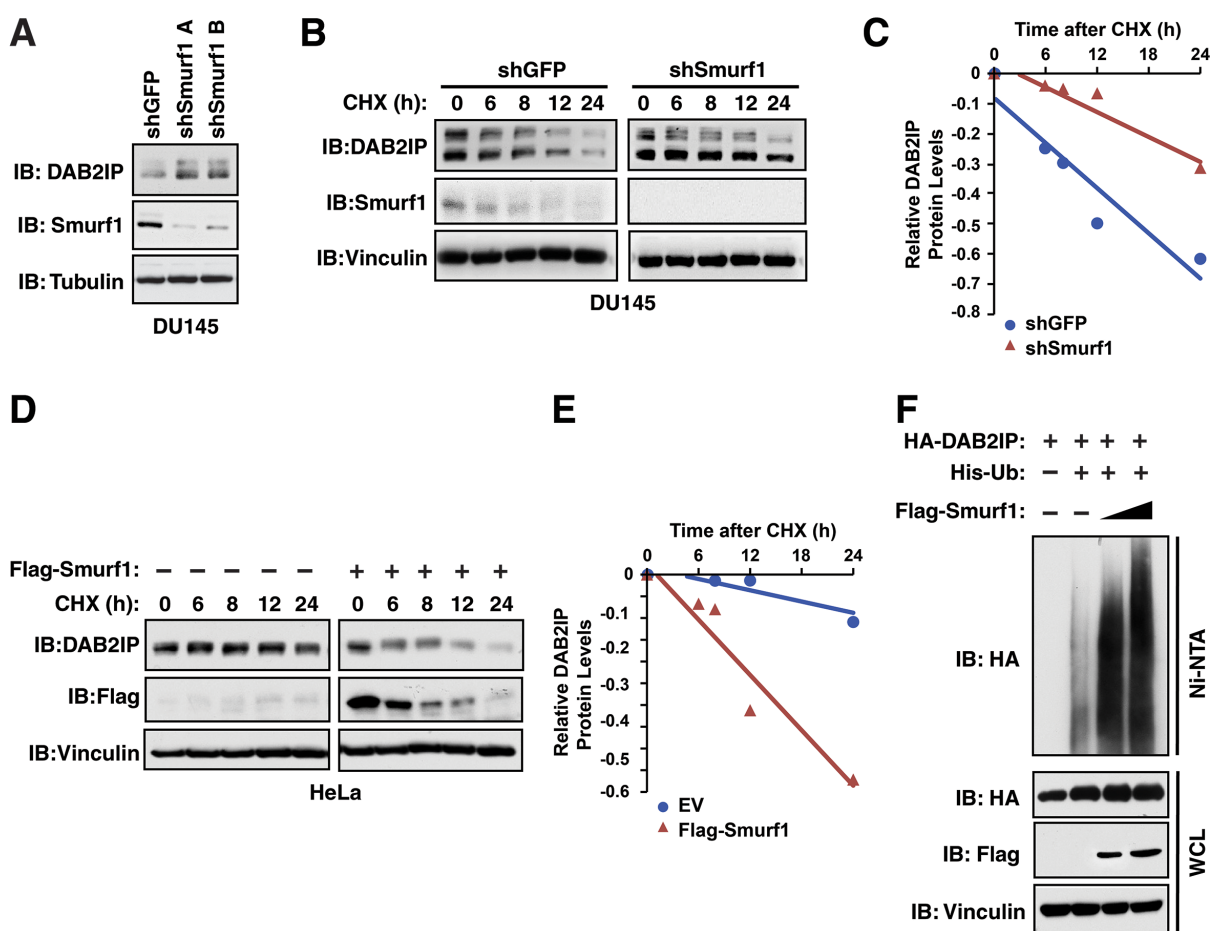 A
shGFP
shSmurf1 A
shSmurf1 B
IB: DAB2IP
IB: Smurf1
IB: Tubulin
DU145
B
shGFP shSmurf1
CHX (h): 0 6 8 12 24 0 6 8 12 24
IB:DAB2IP
IB:Smurf1
IB:Vinculin
DU145
C
Time after CHX (h)
0 6 12 18 24
0
-0.1
-0.2
-0.3
-0.4
-0.5
-0.6
-0.7
-0.8
Relative DAB2IP
Protein Levels
shGFP
shSmurf1
D
Flag-Smurf1: − − − − − + + + + +
CHX (h): 0 6 8 12 24 0 6 8 12 24
IB:DAB2IP
IB:Flag
IB:Vinculin
HeLa
E
Time after CHX (h)
0 6 12 18 24
0
-0.1
-0.2
-0.3
-0.4
-0.5
-0.6
Relative DAB2IP
Protein Levels
EV
Flag-Smurf1
F
HA-DAB2IP: + + + +
His-Ub: − + + +
Flag-Smurf1: − −
IB: HA
Ni-NTA
IB: HA
IB: Flag
IB: Vinculin
WCL